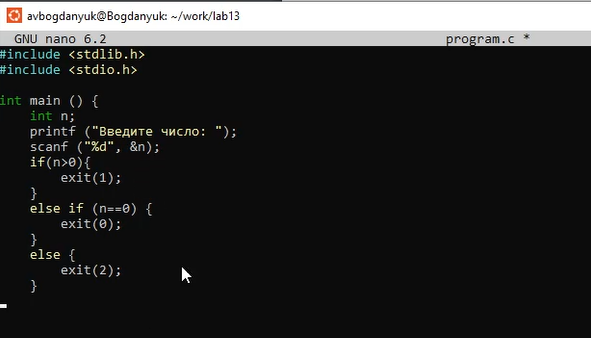 avbogdanyuk@Bogdanyuk: ~/work/lab13
GNU nano 6.2 program.c *
#include <stdlib.h>
#include <stdio.h>
int main () {
    int n;
    printf ("Введите число: ");
    scanf ("%d", &n);
    if(n>0){
        exit(1);
    }
    else if (n==0) {
        exit(0);
    }
    else {
        exit(2);
    }